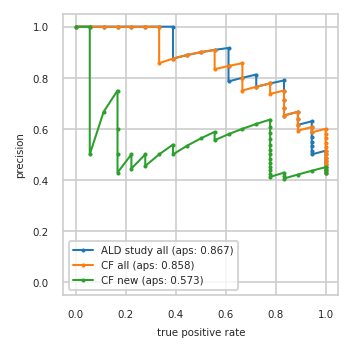 1.0
0.8
0.6
0.4
0.2
0.0
precision
ALD study all (aps: 0.867)
CF all (aps: 0.858)
CF new (aps: 0.573)
0.0 0.2 0.4 0.6 0.8 1.0
true positive rate